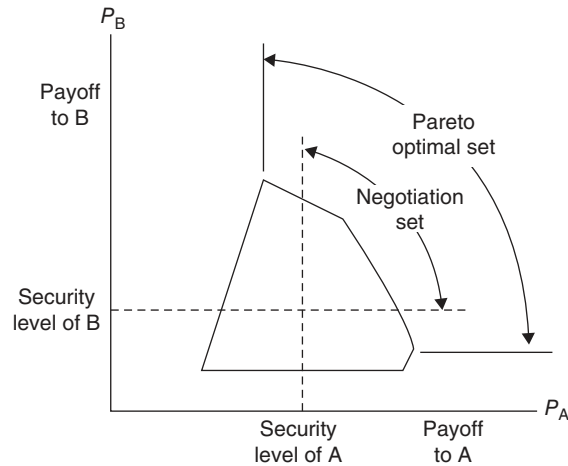 P_B
Payoff
to B
Pareto
optimal set
Negotiation
set
Security
level of B
P_A
Security
level of A
Payoff
to A